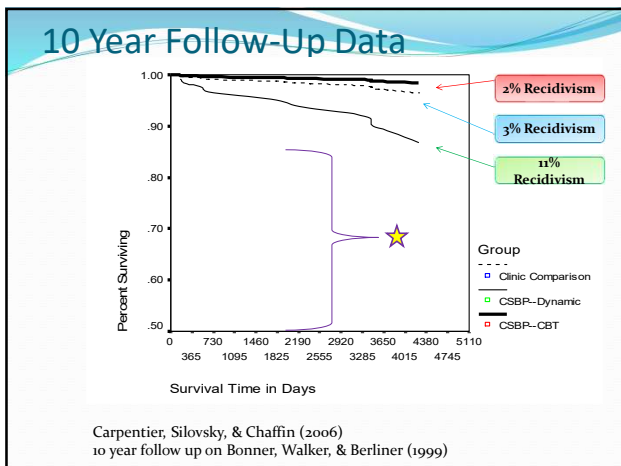 10 Year Follow-Up Data
1.00
.90
.80
.70
.60
.50
Percent Surviving
2% Recidivism
3% Recidivism
11%
Recidivism
Group
Clinic Comparison
CSBP--Dynamic
CSBP--CBT
0 730 1460 2190 2920 3650 4380 5110
365 1095 1825 2555 3285 4015 4745
Survival Time in Days
Carpentier, Silovsky, & Chaffin (2006)
10 year follow up on Bonner, Walker, & Berliner (1999)